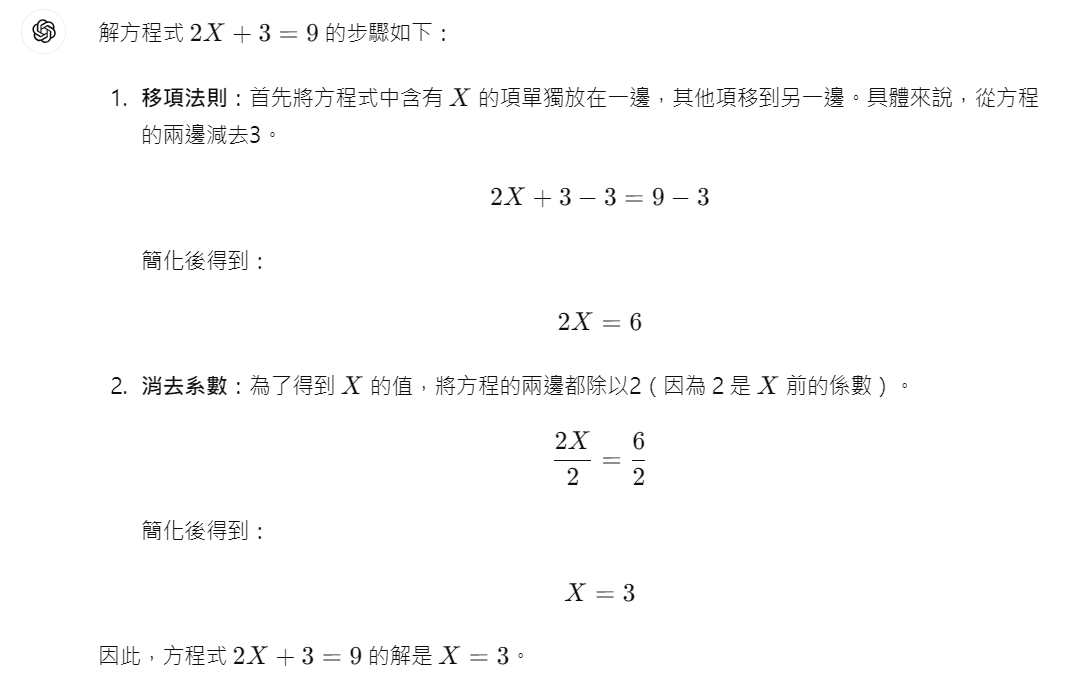 解方程式 2X + 3 = 9 的步驟如下：
1. 移項法則：首先將方程式中含有 X 的項單獨放在一邊，其他項移到另一邊。具體來說，從方程
的兩邊減去3。
2X + 3 − 3 = 9 − 3
簡化後得到：
2X = 6
2. 消去系數：為了得到 X 的值，將方程的兩邊都除以2（因為 2 是 X 前的係數）。
2X/2 = 6/2
簡化後得到：
X = 3
因此，方程式 2X + 3 = 9 的解是 X = 3。